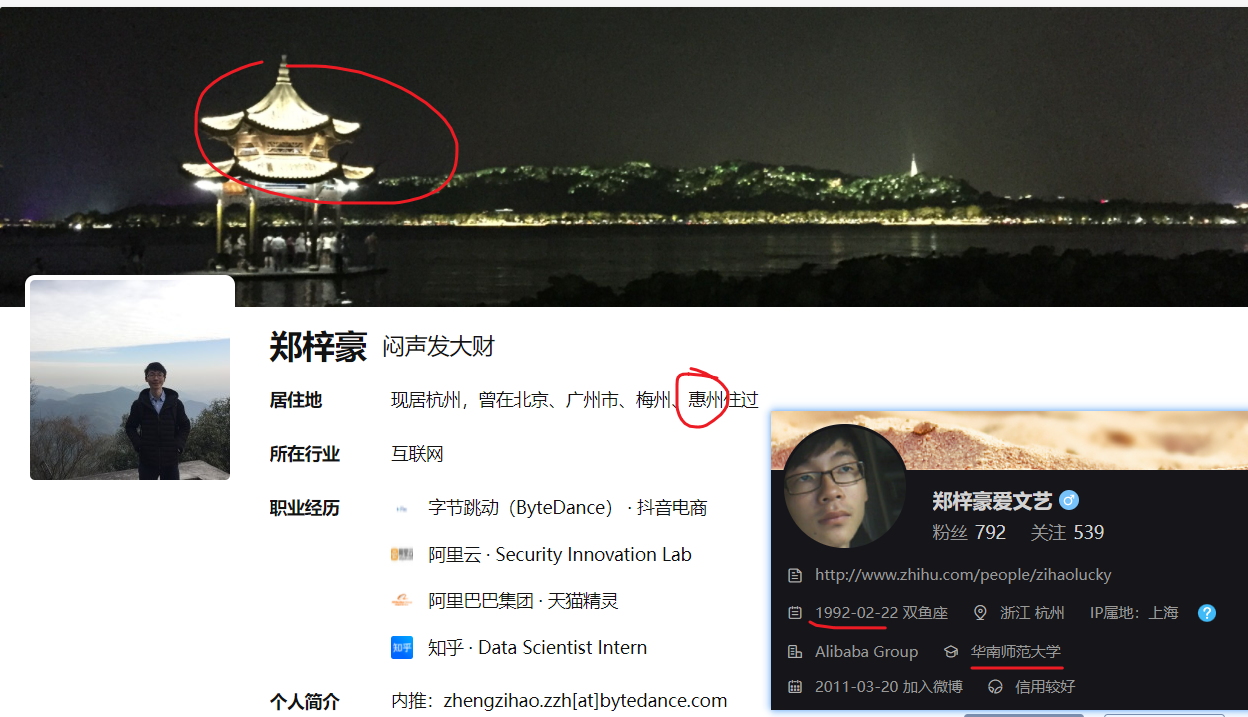 郑梓豪 闷声发大财
居住地 现居杭州，曾在北京、广州市、梅州、惠州住过
所在行业 互联网
职业经历 字节跳动（ByteDance） · 抖音电商
阿里云 · Security Innovation Lab
阿里巴巴集团 · 天猫精灵
知乎 知乎 · Data Scientist Intern
个人简介 内推：zhengzihao.zzh[at]bytedance.com
郑梓豪爱文艺
粉丝 792 关注 539
http://www.zhihu.com/people/zihaolucky
1992-02-22 双鱼座 浙江 杭州 IP属地：上海 ?
Alibaba Group 华南师范大学
2011-03-20 加入微博 信用较好